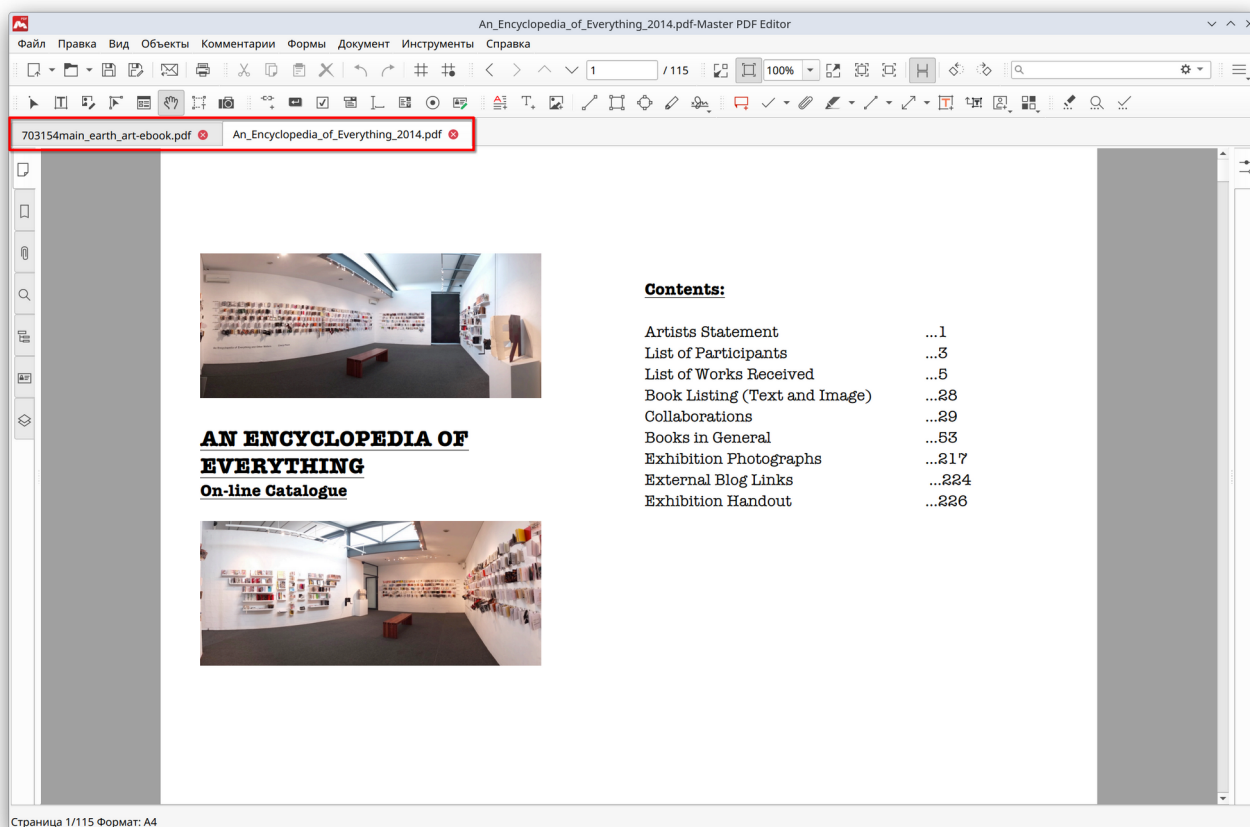 An_Encyclopedia_of_Everything_2014.pdf-Master PDF Editor
Файл Правка Вид Объекты Комментарии Формы Документ Инструменты Справка
1 / 115 100%
703154main_earth_art-ebook.pdf An_Encyclopedia_of_Everything_2014.pdf
AN ENCYCLOPEDIA OF
EVERYTHING
On-line Catalogue
Contents:
Artists Statement ...1
List of Participants ...3
List of Works Received ...5
Book Listing (Text and Image) ...28
Collaborations ...29
Books in General ...53
Exhibition Photographs ...217
External Blog Links ...224
Exhibition Handout ...226
Страница 1/115 Формат: A4